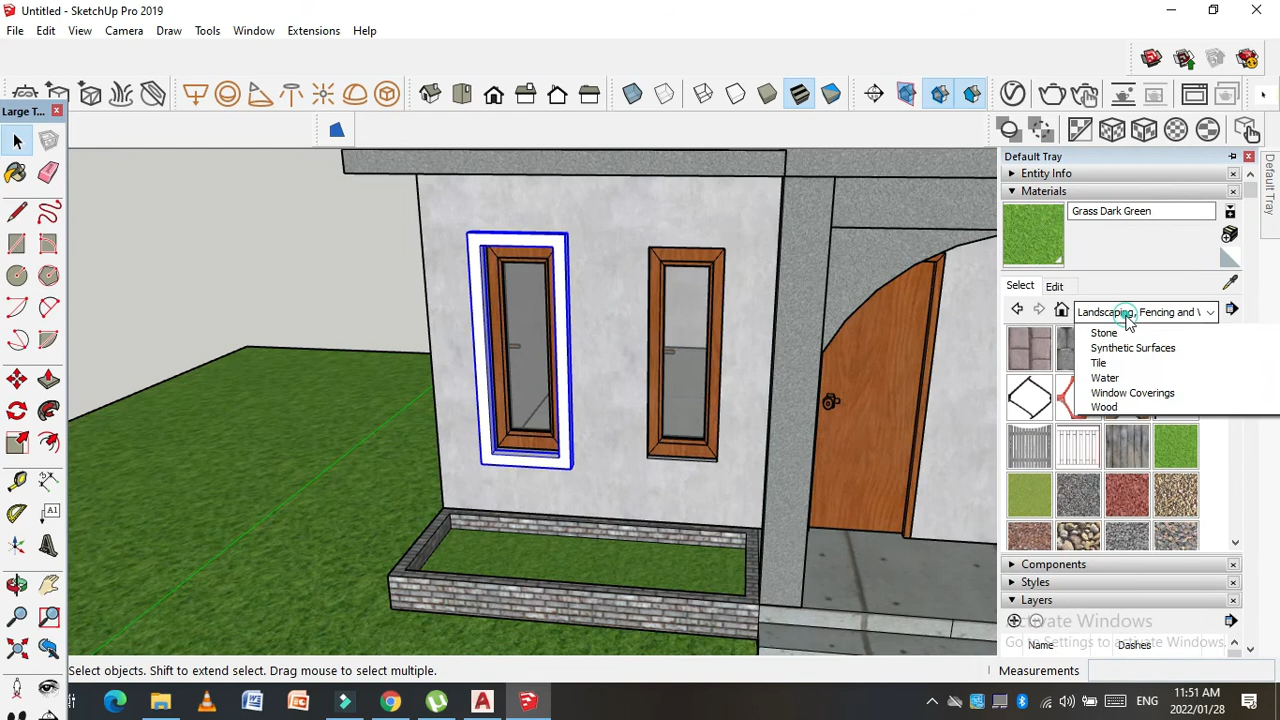 Untitled - SketchUp Pro 2019
File Edit View Camera Draw Tools Window Extensions Help
Large T...
Default Tray
Entity Info
Materials
Grass Dark Green
Select Edit
Landscaping, Fencing and V
Stone
Synthetic Surfaces
Tile
Water
Window Coverings
Wood
Components
Styles
Layers
Activate Windows
Go to Settings to activate Windows.
Name Dashes
Default Tray
Select objects. Shift to extend select. Drag mouse to select multiple.
Measurements
ENG
11:51 AM
2022/01/28